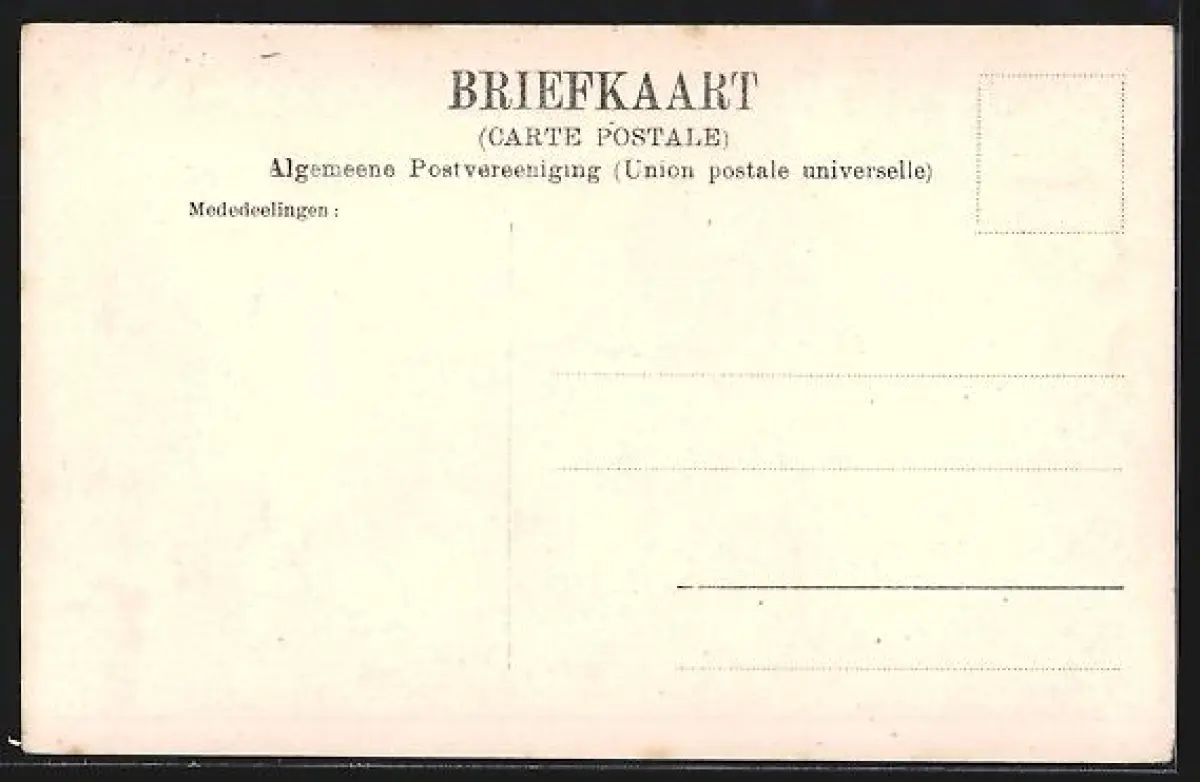 BRIEFKAART
(CARTE POSTALE)
Algemeene Postvereeniging (Union postale universelle)
Mededeelingen :